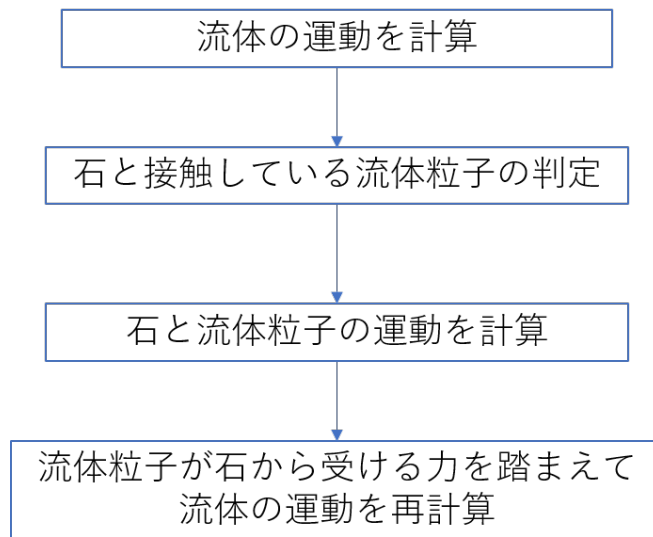 流体の運動を計算
石と接触している流体粒子の判定
石と流体粒子の運動を計算
流体粒子が石から受ける力を踏まえて
流体の運動を再計算